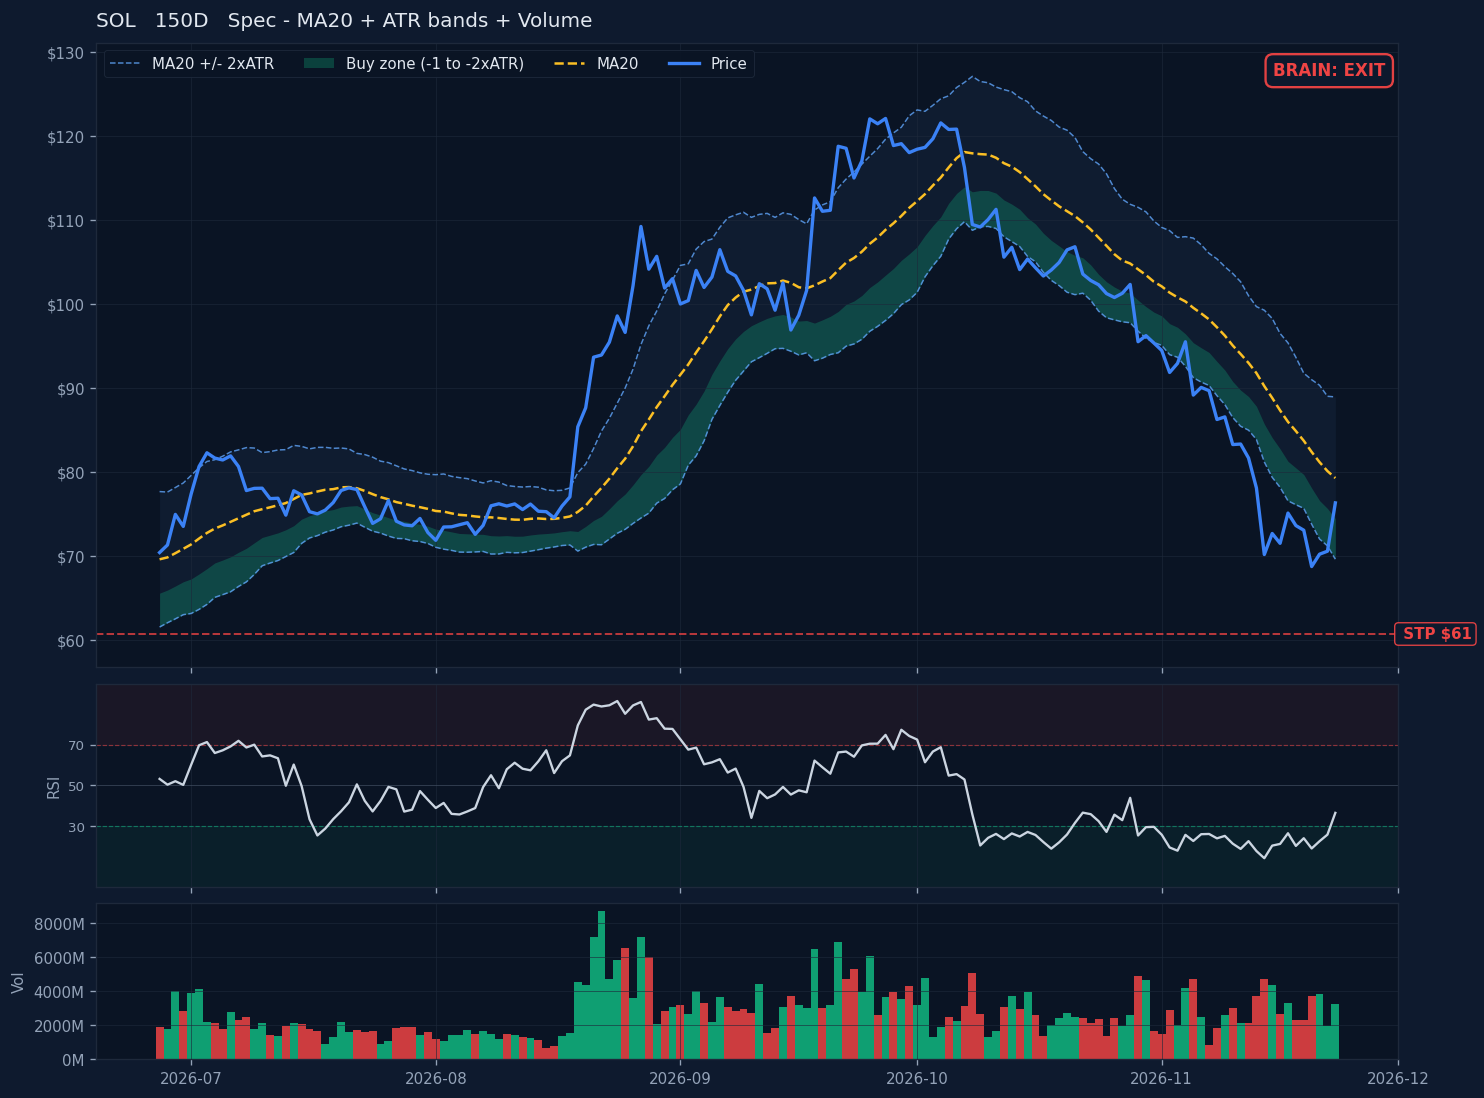 SOL 150D Spec - MA20 + ATR bands + Volume
MA20 +/- 2xATR
Buy zone (-1 to -2xATR)
MA20
Price
BRAIN: EXIT
$130
$120
$110
$100
$90
$80
$70
$60
STP $61
RSI
70
50
30
Vol
8000M
6000M
4000M
2000M
0M
2026-07
2026-08
2026-09
2026-10
2026-11
2026-12